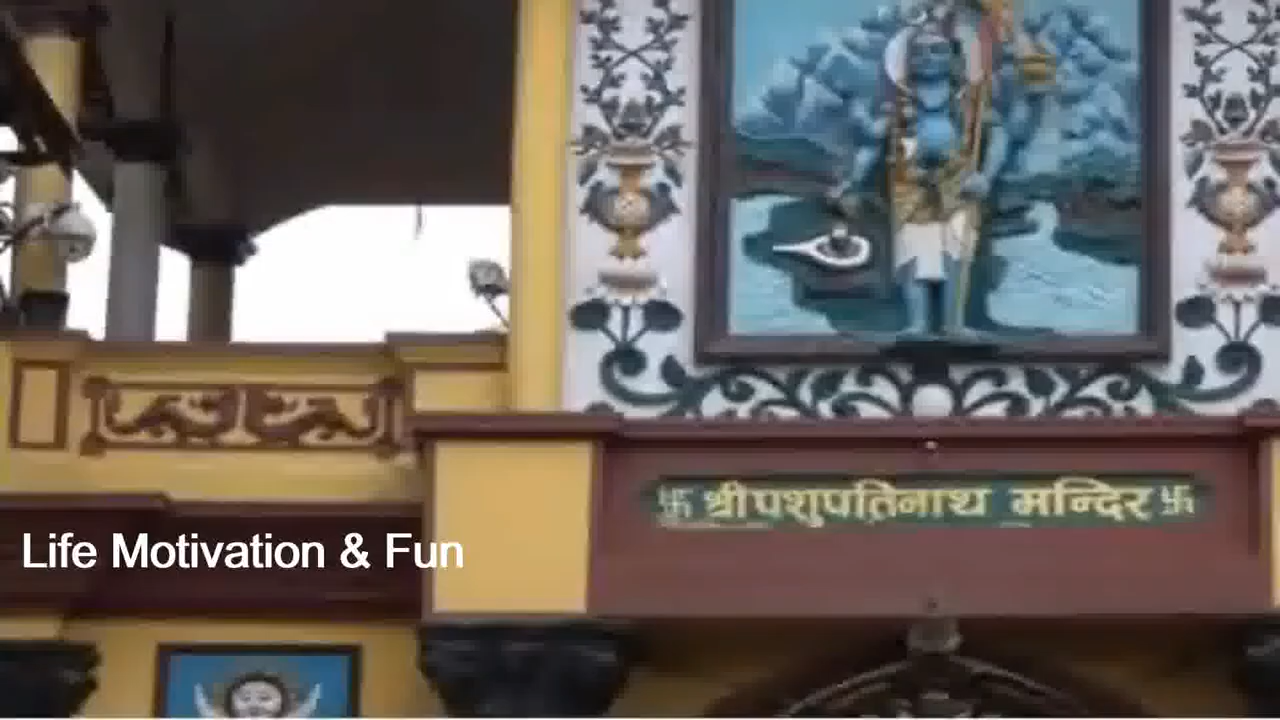 卐 श्री पशुपतिनाथ मन्दिर 卐
Life Motivation & Fun